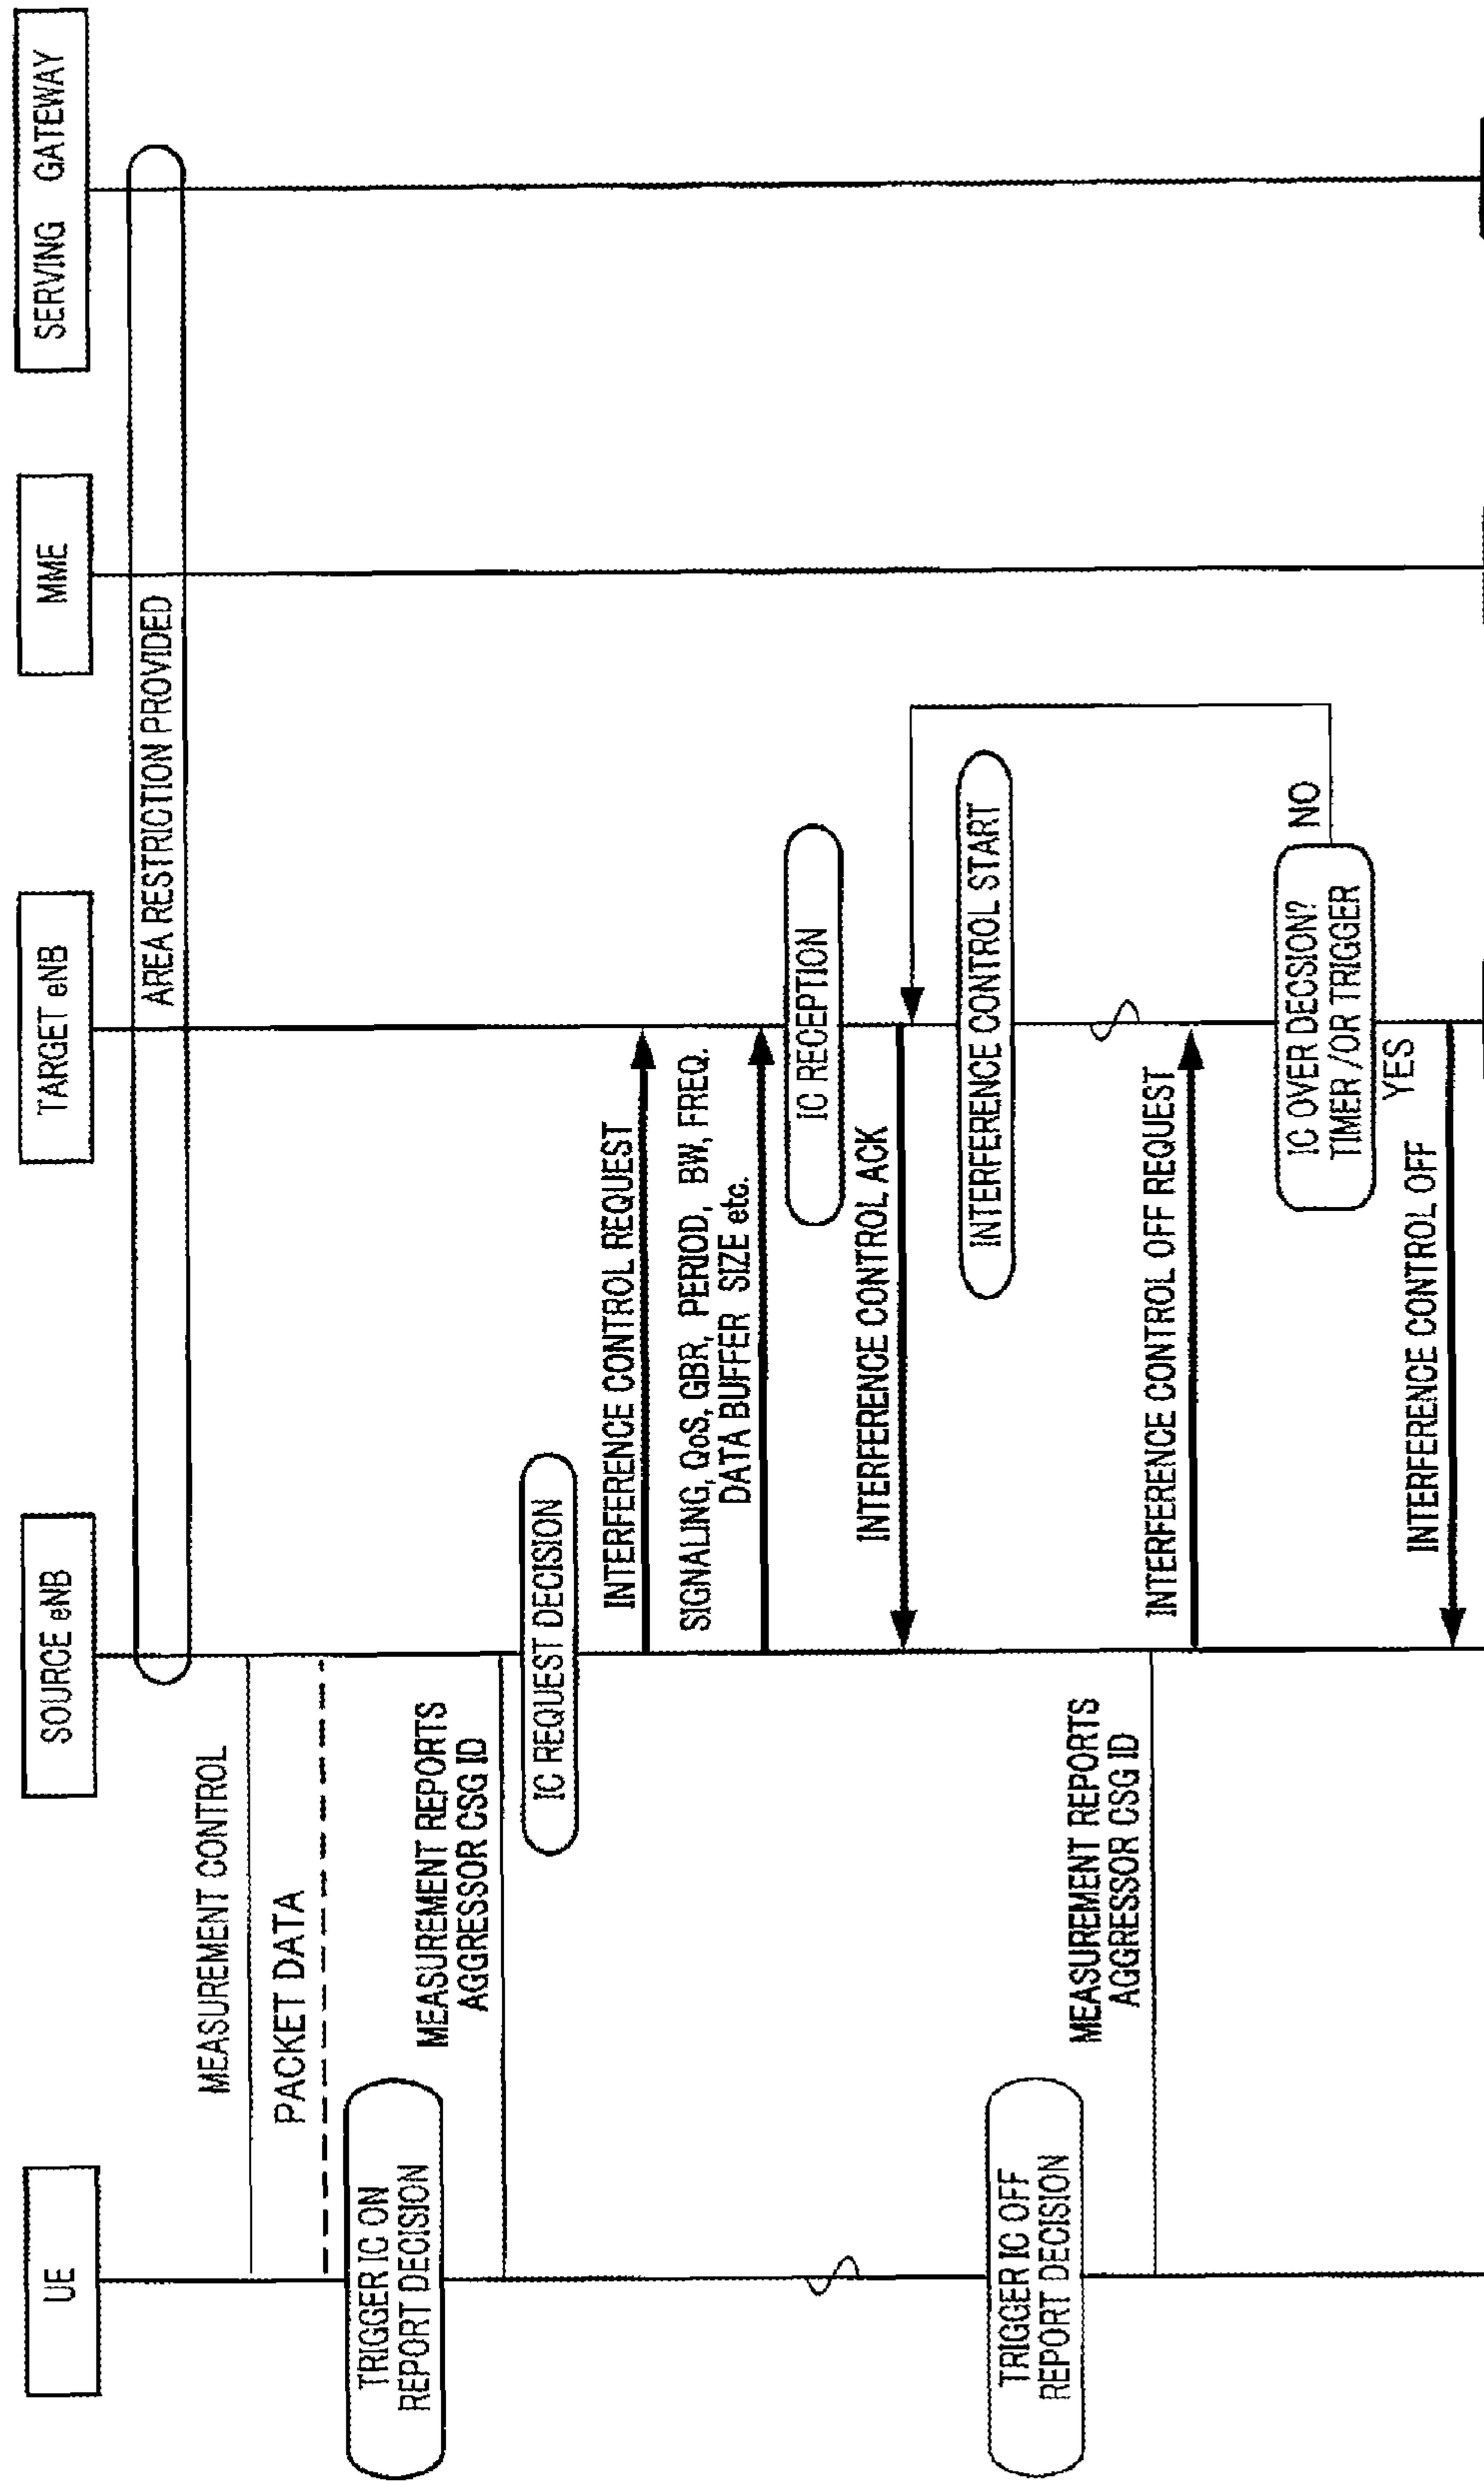 UE
SOURCE eNB
TARGET eNB
MME
SERVING GATEWAY
AREA RESTRICTION PROVIDED
MEASUREMENT CONTROL
PACKET DATA
TRIGGER IC ON
REPORT DECISION
MEASUREMENT REPORTS
AGGRESSOR CSG ID
IC REQUEST DECISION
INTERFERENCE CONTROL REQUEST
SIGNALING, QoS, GBR, PERIOD, BW, FREQ.
DATA BUFFER SIZE etc.
IC RECEPTION
INTERFERENCE CONTROL ACK
INTERFERENCE CONTROL START
TRIGGER IC OFF
REPORT DECISION
MEASUREMENT REPORTS
AGGRESSOR CSG ID
INTERFERENCE CONTROL OFF REQUEST
IC OVER DECSION?
TIMER /OR TRIGGER
NO
YES
INTERFERENCE CONTROL OFF